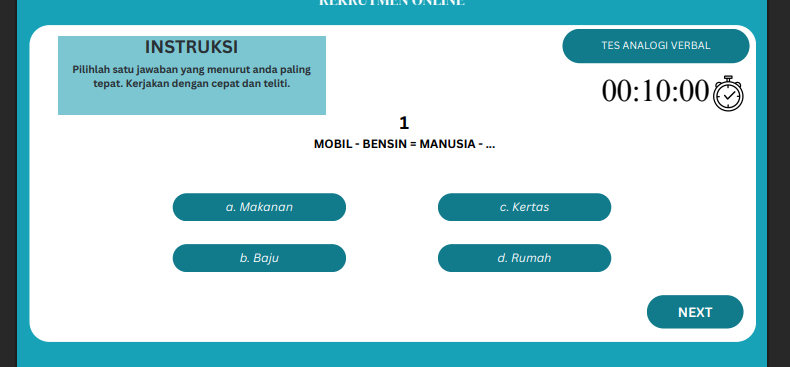 REKRUTMEN ONLINE
INSTRUKSI
Pilihlah satu jawaban yang menurut anda paling
tepat. Kerjakan dengan cepat dan teliti.
TES ANALOGI VERBAL
00:10:00
1
MOBIL - BENSIN = MANUSIA - ...
a. Makanan
c. Kertas
b. Baju
d. Rumah
NEXT